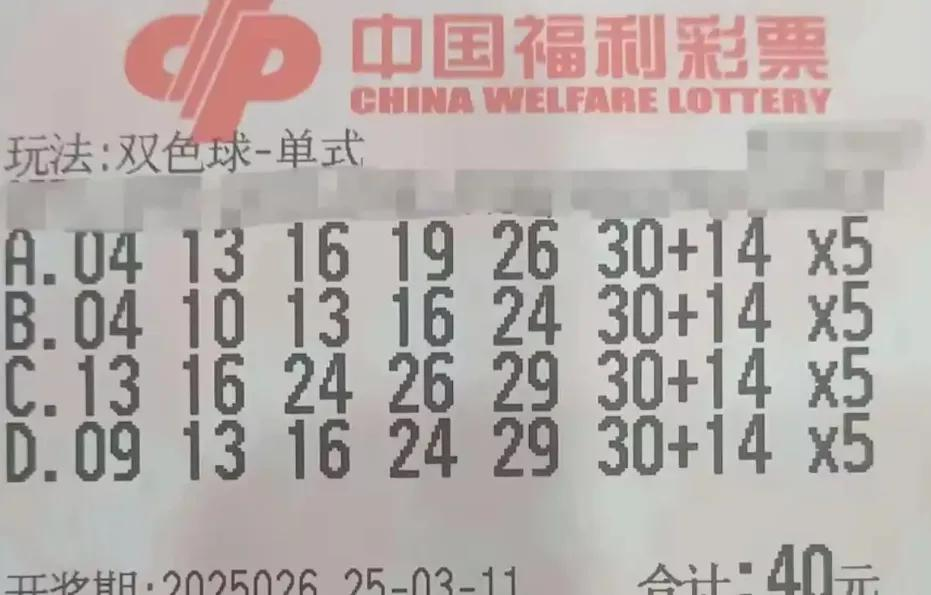 中国福利彩票
CHINA WELFARE LOTTERY
玩法:双色球-单式
A.04 13 16 19 26 30+14 x5
B.04 10 13 16 24 30+14 x5
C.13 16 24 26 29 30+14 x5
D.09 13 16 24 29 30+14 x5
开奖期:2025026 25-03-11 合计:40元